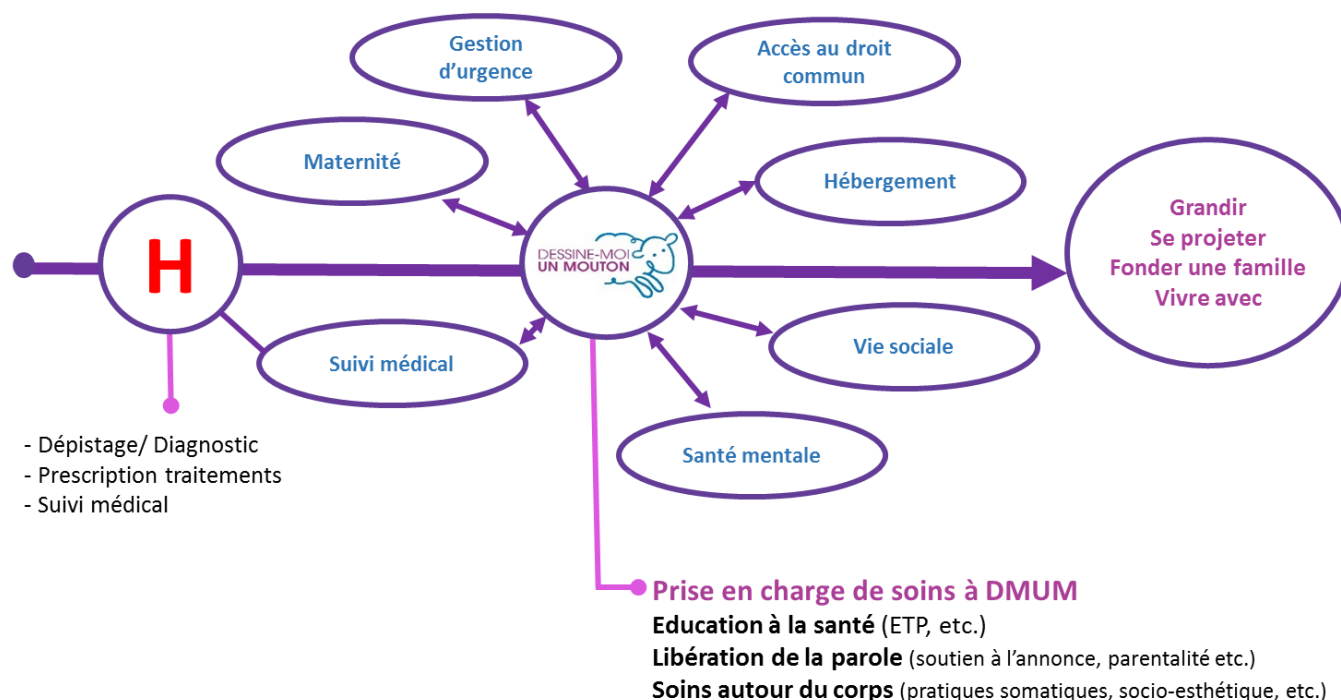 Gestion
d'urgence
Accès au droit
commun
Maternité
Hébergement
H
DESSINE-MOI
UN MOUTON
Grandir
Se projeter
Fonder une famille
Vivre avec
Suivi médical
Vie sociale
Santé mentale
- Dépistage/ Diagnostic
- Prescription traitements
- Suivi médical
Prise en charge de soins à DMUM
Education à la santé (ETP, etc.)
Libération de la parole (soutien à l'annonce, parentalité etc.)
Soins autour du corps (pratiques somatiques, socio-esthétique, etc.)